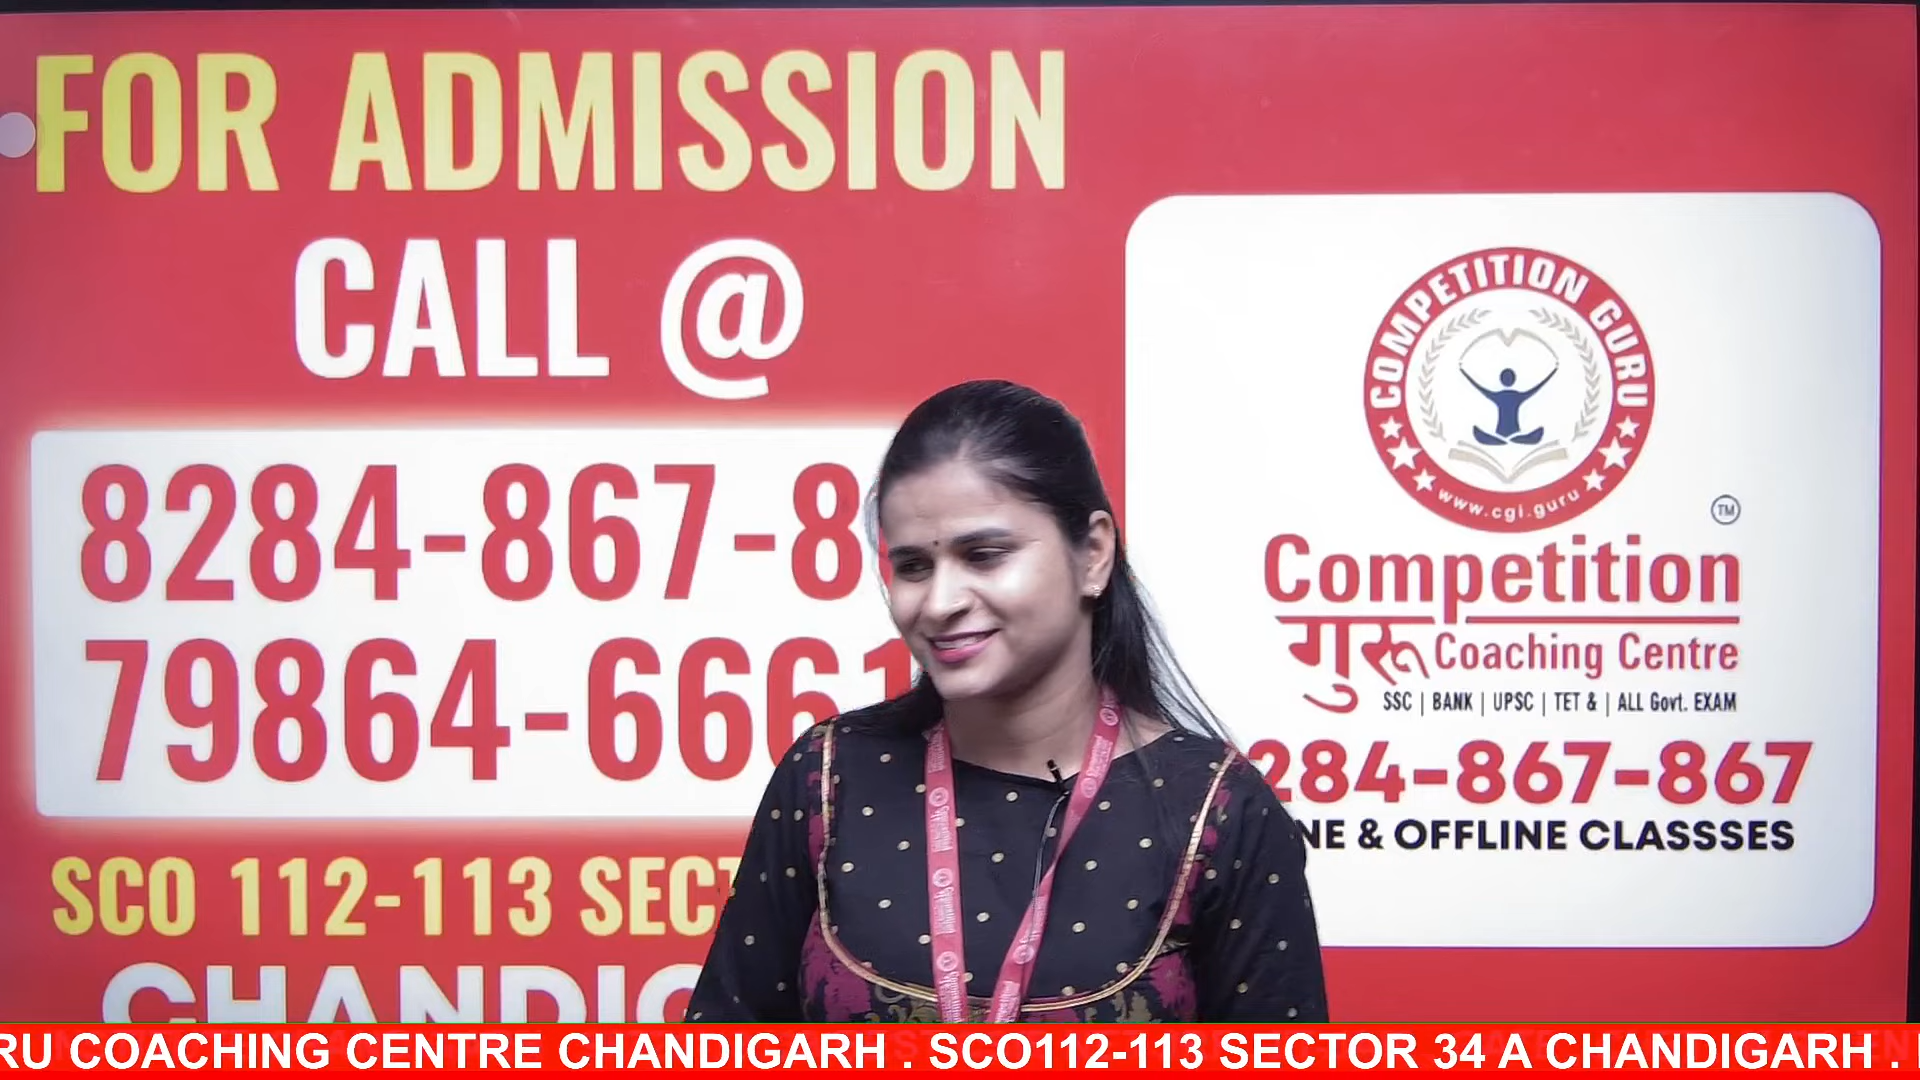 FOR ADMISSION
CALL @
8284-867-8
79864-6661
SCO 112-113 SECT
CHANDIG
COMPETITION GURU
www.cgi.guru
TM
Competition
गुरू Coaching Centre
SSC | BANK | UPSC | TET & | ALL Govt. EXAM
284-867-867
NE & OFFLINE CLASSSES
RU COACHING CENTRE CHANDIGARH . SCO112-113 SECTOR 34 A CHANDIGARH .